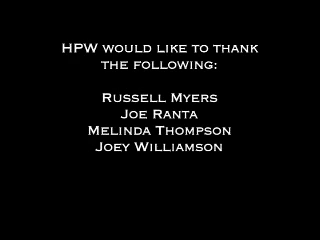 HPW would like to thank
the following:
Russell Myers
Joe Ranta
Melinda Thompson
Joey Williamson